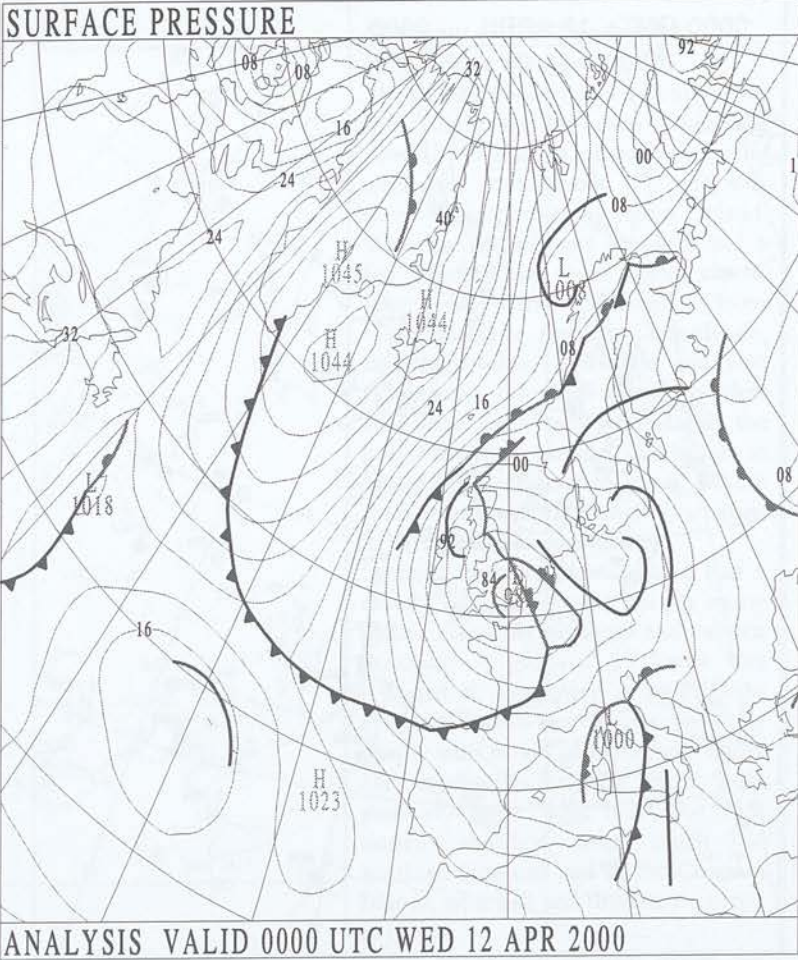 SURFACE PRESSURE
92
08
08
32
16
00
24
08
40
24
H
1045
L
1008
H
1044
H
1044
32
08
24
16
00
08
L
1018
92
84
L
16
L
1000
H
1023
ANALYSIS VALID 0000 UTC WED 12 APR 2000